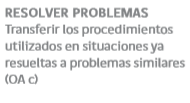 RESOLVER PROBLEMAS
Transferir los procedimientos
utilizados en situaciones ya
resueltas a problemas similares
(OA c)